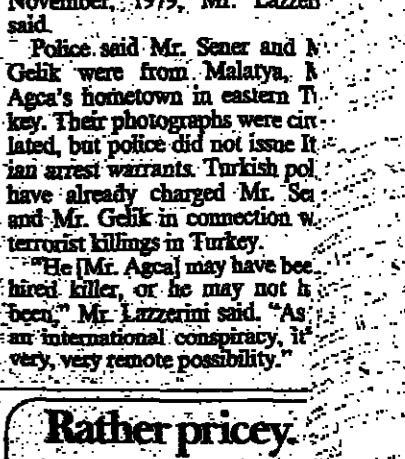 November, 1979, Mr. Lazzeri
said.
Police said Mr. Sener and M
Gelik were from Malatya, M
Agca's hometown in eastern T
key. Their photographs were cir
lated, but police did not issue It
ian arrest warrants. Turkish pol
have already charged Mr. Se
and Mr. Gelik in connection w
terrorist killings in Turkey.
"He [Mr. Agca] may have bee
hired killer, or he may not h
been," Mr. Lazzerini said. "As
an international conspiracy, it'
very, very remote possibility."
Rather pricey.